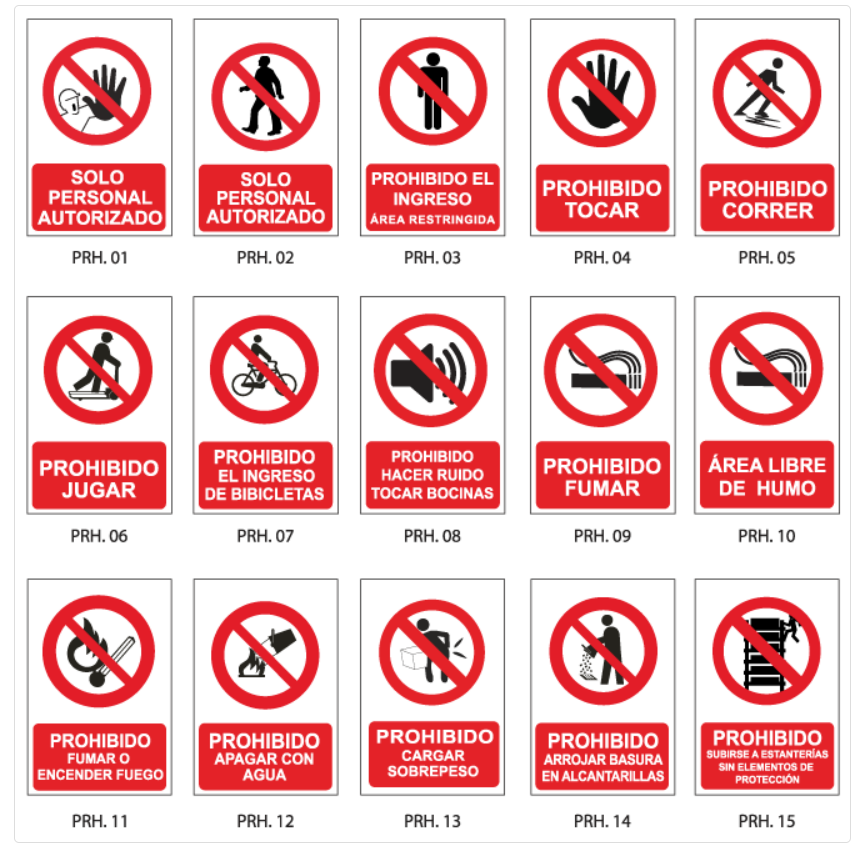 SOLO
PERSONAL
AUTORIZADO
PRH. 01
SOLO
PERSONAL
AUTORIZADO
PRH. 02
PROHIBIDO EL
INGRESO
ÁREA RESTRINGIDA
PRH. 03
PROHIBIDO
TOCAR
PRH. 04
PROHIBIDO
CORRER
PRH. 05
PROHIBIDO
JUGAR
PRH. 06
PROHIBIDO
EL INGRESO
DE BIBICLETAS
PRH. 07
PROHIBIDO
HACER RUIDO
TOCAR BOCINAS
PRH. 08
PROHIBIDO
FUMAR
PRH. 09
ÁREA LIBRE
DE HUMO
PRH. 10
PROHIBIDO
FUMAR O
ENCENDER FUEGO
PRH. 11
PROHIBIDO
APAGAR CON
AGUA
PRH. 12
PROHIBIDO
CARGAR
SOBREPESO
PRH. 13
PROHIBIDO
ARROJAR BASURA
EN ALCANTARILLAS
PRH. 14
PROHIBIDO
SUBIRSE A ESTANTERÍAS
SIN ELEMENTOS DE
PROTECCIÓN
PRH. 15